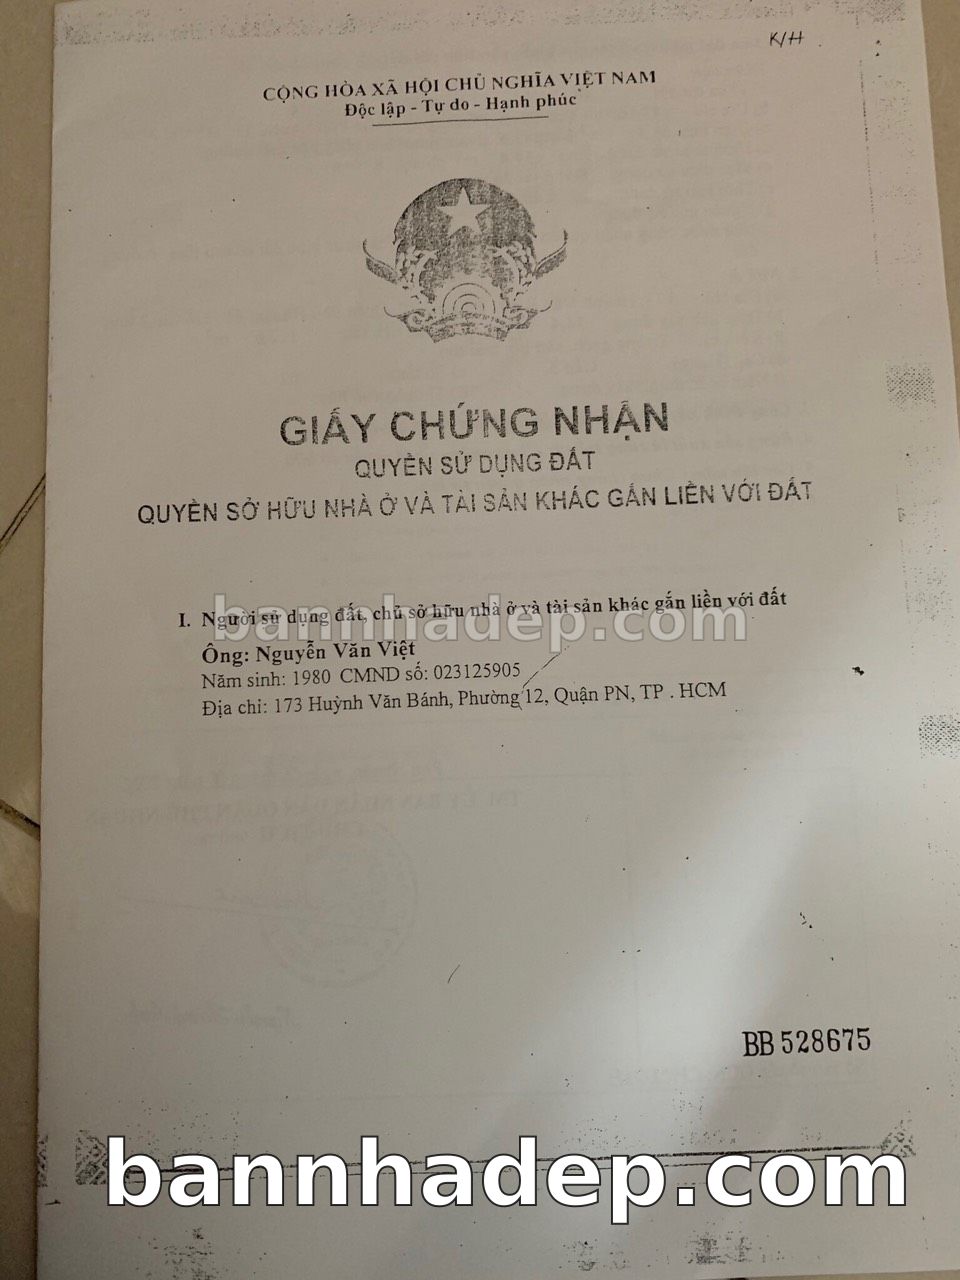 K/H
CỘNG HÒA XÃ HỘI CHỦ NGHĨA VIỆT NAM
Độc lập - Tự do - Hạnh phúc
GIẤY CHỨNG NHẬN
QUYỀN SỬ DỤNG ĐẤT
QUYỀN SỞ HỮU NHÀ Ở VÀ TÀI SẢN KHÁC GẮN LIỀN VỚI ĐẤT
I. Người sử dụng đất, chủ sở hữu nhà ở và tài sản khác gắn liền với đất
bannhadep.com
Ông: Nguyễn Văn Việt
Năm sinh: 1980 CMND số: 023125905
Địa chỉ: 173 Huỳnh Văn Bánh, Phường 12, Quận PN, TP . HCM
BB 528675
bannhadep.com